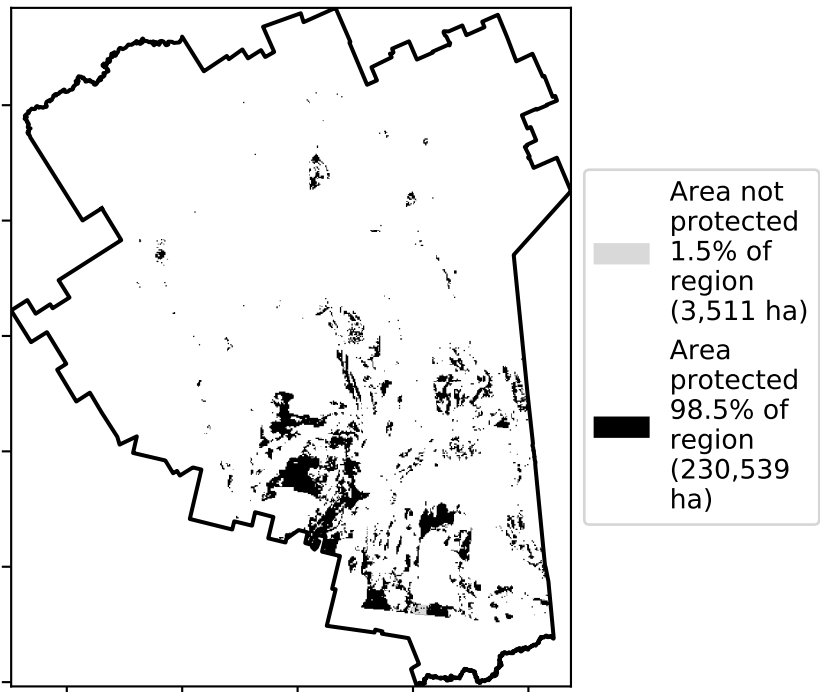 Area not
protected
1.5% of
region
(3,511 ha)
Area
protected
98.5% of
region
(230,539
ha)